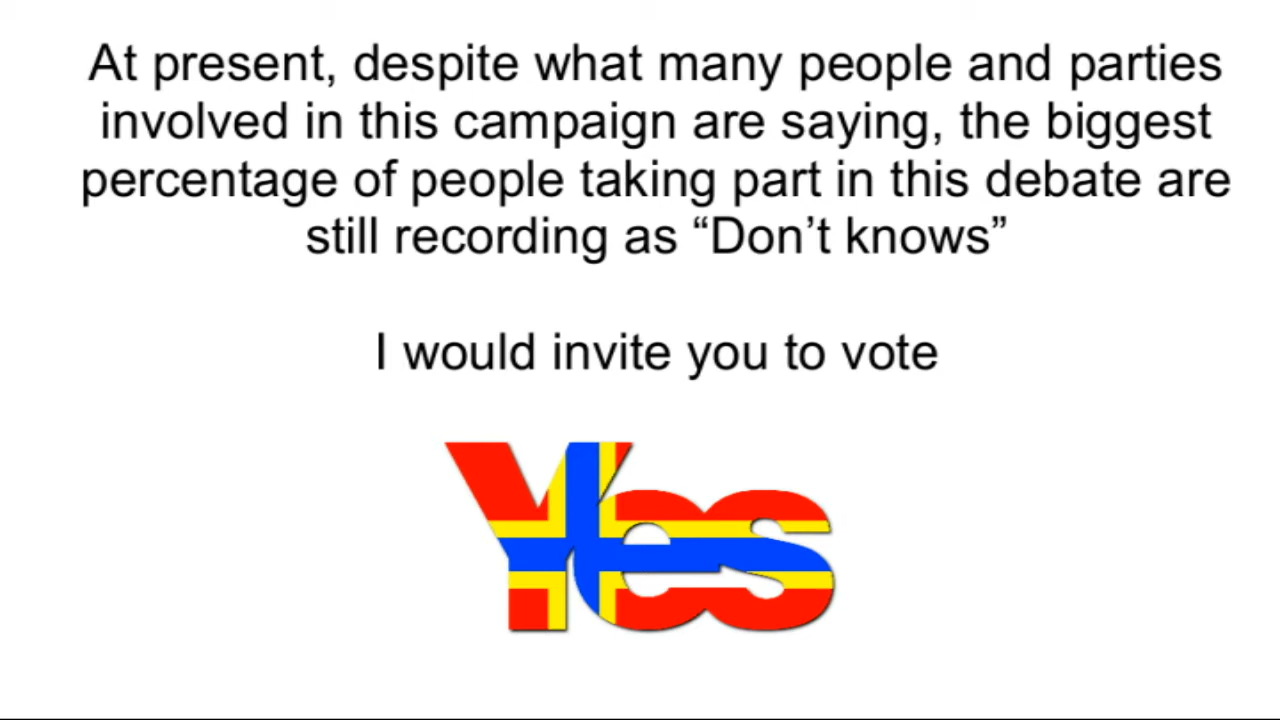 At present, despite what many people and parties
involved in this campaign are saying, the biggest
percentage of people taking part in this debate are
still recording as “Don’t knows”
I would invite you to vote
Yes